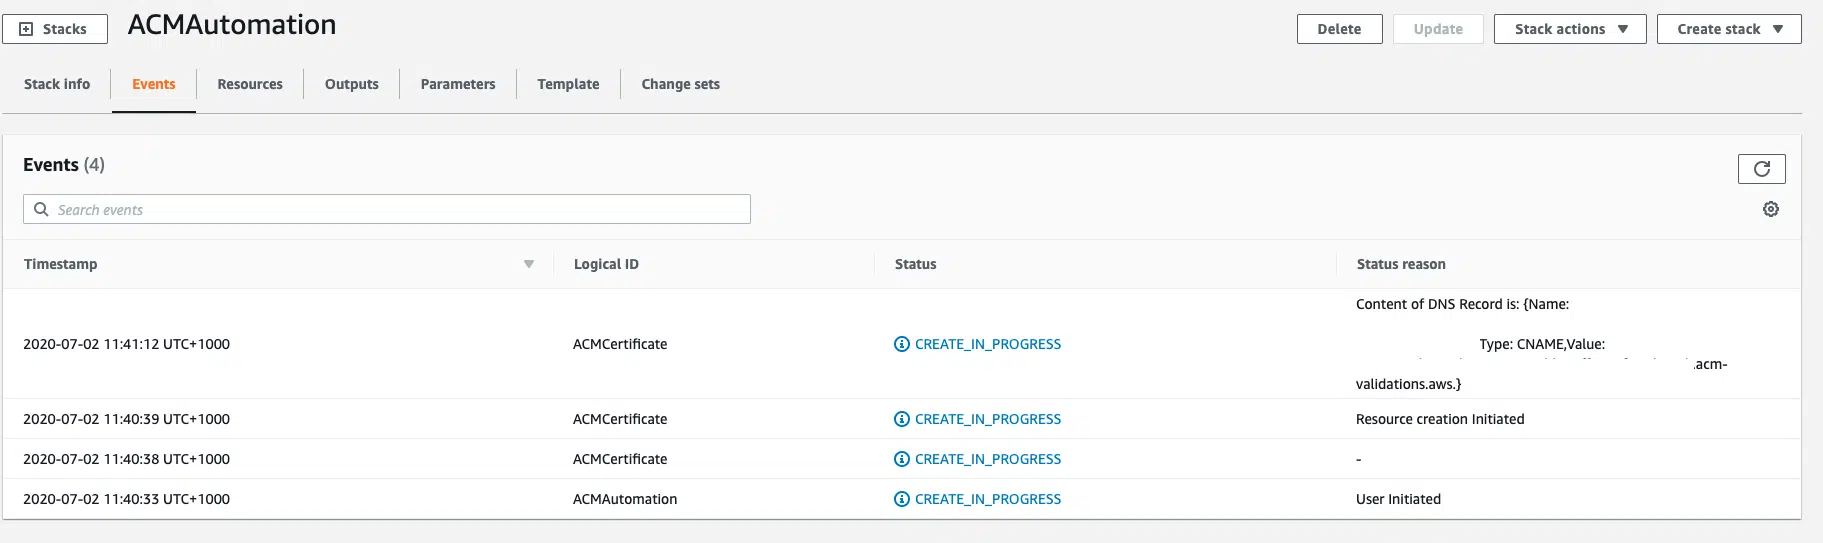 Stacks
ACMAutomation
Delete
Update
Stack actions
Create stack
Stack info
Events
Resources
Outputs
Parameters
Template
Change sets
Events (4)
Search events
Timestamp
Logical ID
Status
Status reason
2020-07-02 11:41:12 UTC+1000
ACMCertificate
CREATE_IN_PROGRESS
Content of DNS Record is: {Name:
Type: CNAME,Value:
.acm-
validations.aws.}
2020-07-02 11:40:39 UTC+1000
ACMCertificate
CREATE_IN_PROGRESS
Resource creation Initiated
2020-07-02 11:40:38 UTC+1000
ACMCertificate
CREATE_IN_PROGRESS
-
2020-07-02 11:40:33 UTC+1000
ACMAutomation
CREATE_IN_PROGRESS
User Initiated